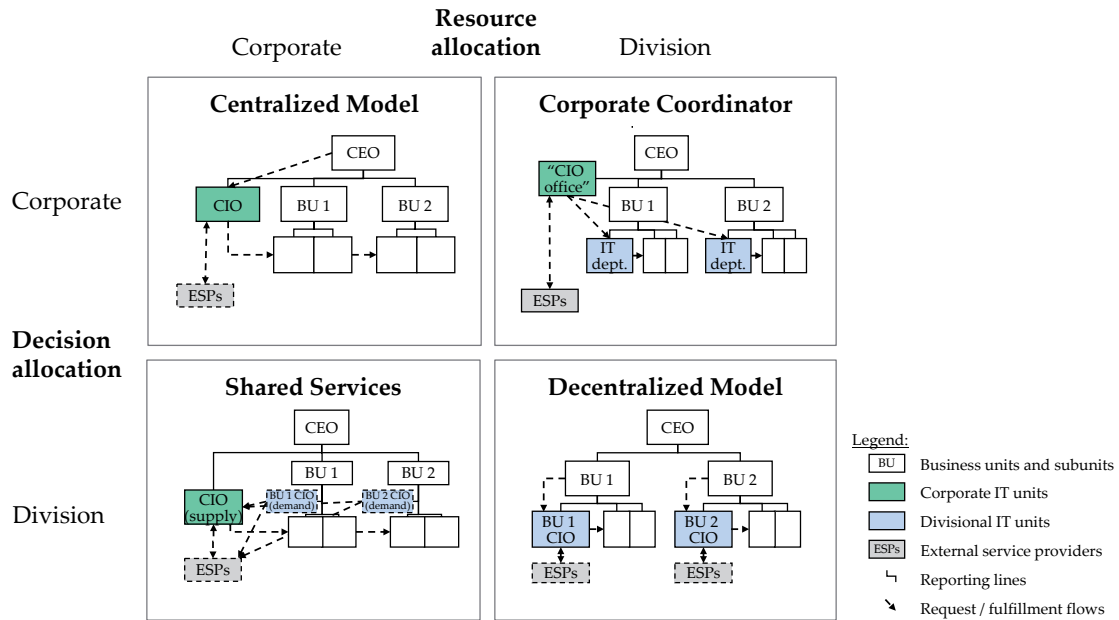 Resource
allocation
Corporate
Division
Decision
allocation
Corporate
Division
Centralized Model
CEO
CIO
BU 1
BU 2
ESPs
Corporate Coordinator
CEO
“CIO
office”
BU 1
BU 2
IT
dept.
IT
dept.
ESPs
Shared Services
CEO
BU 1
BU 2
CIO
(supply)
BU 1 CIO
(demand)
BU 2 CIO
(demand)
ESPs
Decentralized Model
CEO
BU 1
BU 2
BU 1
CIO
BU 2
CIO
ESPs
ESPs
Legend:
BU Business units and subunits
Corporate IT units
Divisional IT units
ESPs External service providers
Reporting lines
Request / fulfillment flows